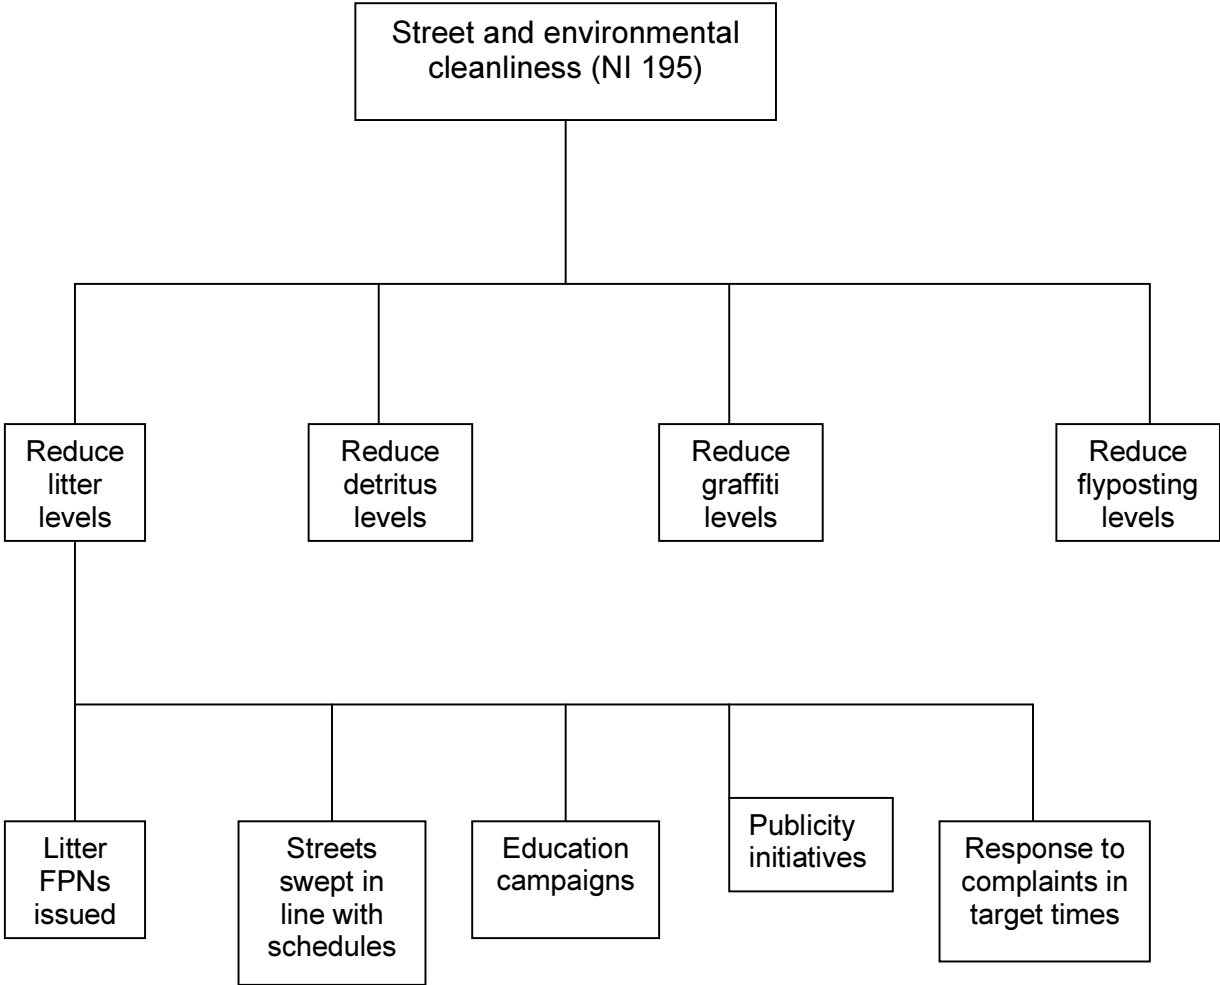 Street and environmental
cleanliness (NI 195)
Reduce
litter
levels
Reduce
detritus
levels
Reduce
graffiti
levels
Reduce
flyposting
levels
Litter
FPNs
issued
Streets
swept in
line with
schedules
Education
campaigns
Publicity
initiatives
Response to
complaints in
target times